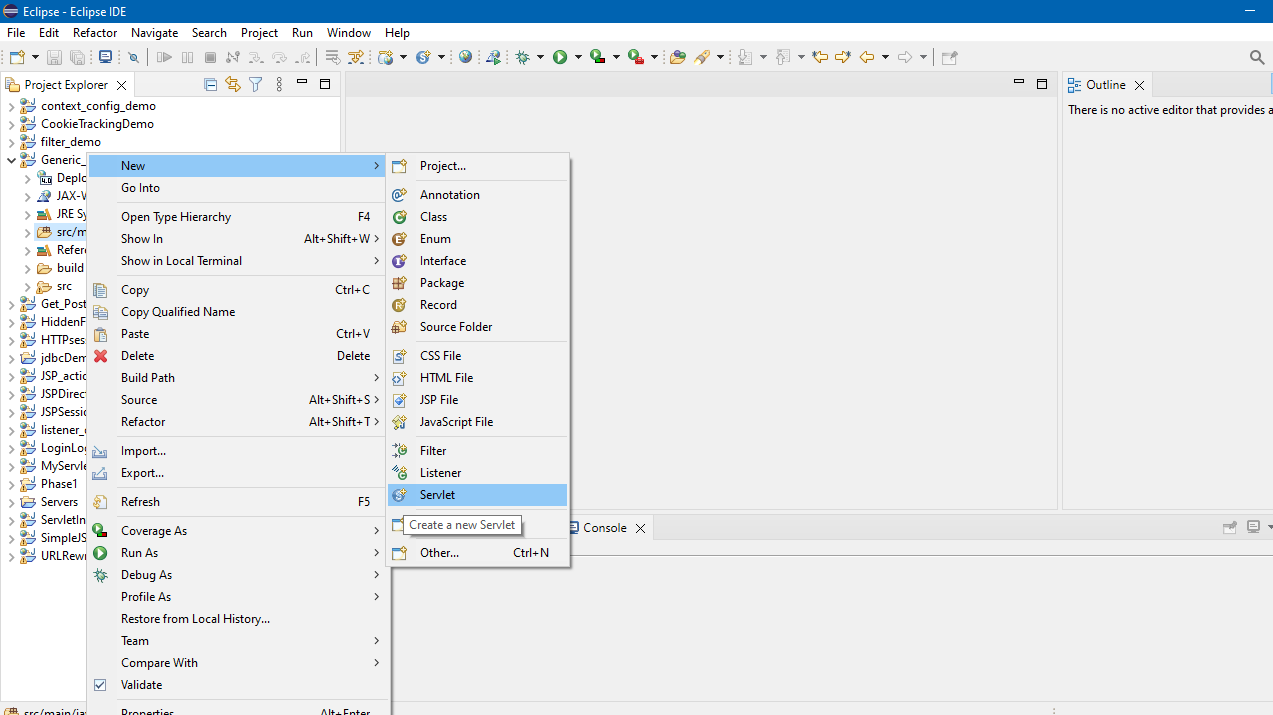 Eclipse - Eclipse IDE
File Edit Refactor Navigate Search Project Run Window Help
Project Explorer
context_config_demo
CookieTrackingDemo
filter_demo
Generic_
Deplo
JAX-W
JRE Sy
src/m
Refere
build
src
Get_Post
HiddenF
HTTPses
jdbcDem
JSP_actio
JSPDirec
JSPSessio
listener_
LoginLo
MyServle
Phase1
Servers
ServletIn
SimpleJS
URLRewr
New
Go Into
Open Type Hierarchy F4
Show In Alt+Shift+W
Show in Local Terminal
Copy Ctrl+C
Copy Qualified Name
Paste Ctrl+V
Delete Delete
Build Path
Source Alt+Shift+S
Refactor Alt+Shift+T
Import...
Export...
Refresh F5
Coverage As
Run As
Debug As
Profile As
Restore from Local History...
Team
Compare With
Validate
Properties Alt+Enter
Project...
Annotation
Class
Enum
Interface
Package
Record
Source Folder
CSS File
HTML File
JSP File
JavaScript File
Filter
Listener
Servlet
Create a new Servlet
Other... Ctrl+N
Console
Outline
There is no active editor that provides a
src/main/ja